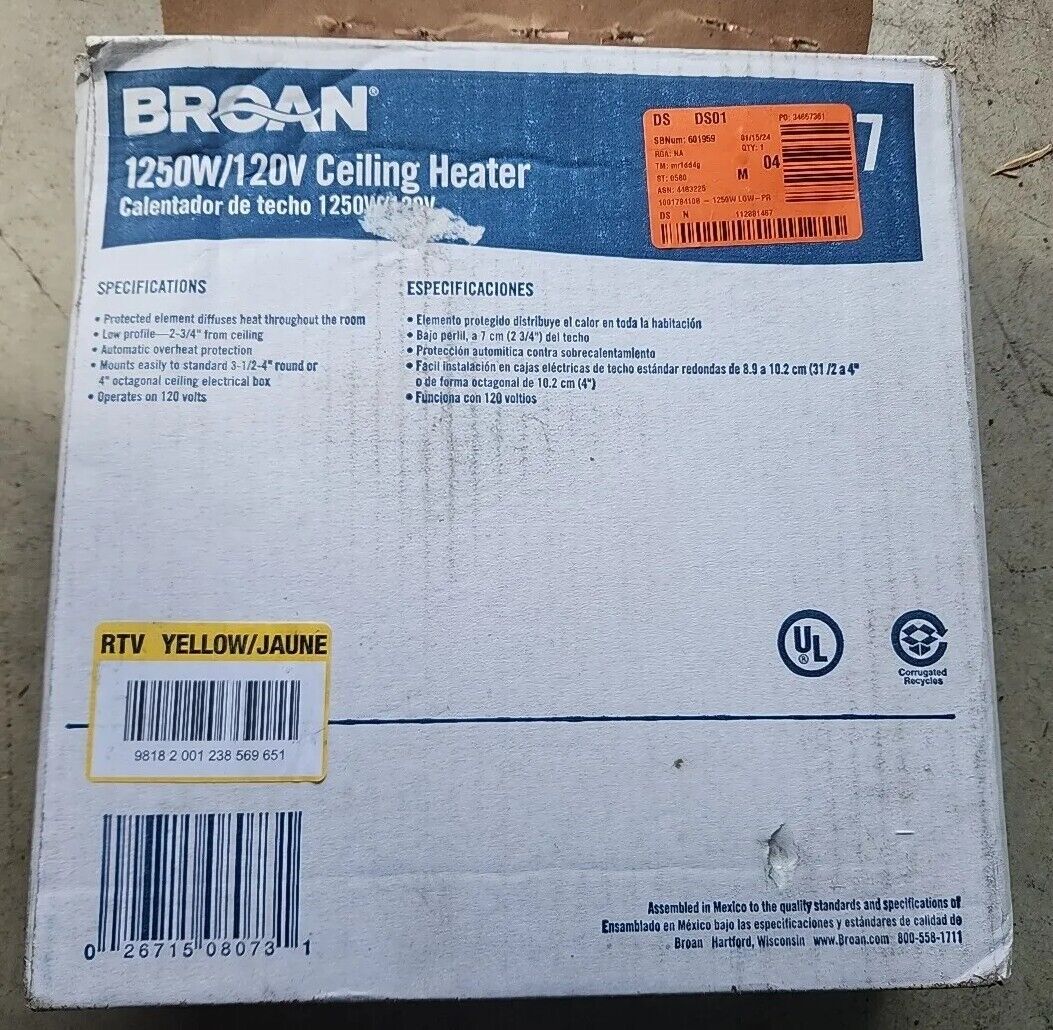 BROAN®
7
1250W/120V Ceiling Heater
Calentador de techo 1250W/120V
DS DS01 PO: 34667361
SBNum: 601959 01/15/24
RGA: NA QTY: 1
TM: mrfdddg 04
ST: 0580 M
ASN: 4483225
1001784108 - 1250W LOW-PR
DS N 112891467
SPECIFICATIONS
• Protected element diffuses heat throughout the room
• Low profile—2-3/4" from ceiling
• Automatic overheat protection
• Mounts easily to standard 3-1/2-4" round or
4" octagonal ceiling electrical box
• Operates on 120 volts
ESPECIFICACIONES
• Elemento protegido distribuye el calor en toda la habitación
• Bajo perfil, a 7 cm (2 3/4") del techo
• Protección automitica contra sobrecalentamiento
• Facil instalación en cajas eléctricas de techo estándar redondas de 8.9 a 10.2 cm (31 /2 a 4"
o de forma octagonal de 10.2 cm (4")
• Funciona con 120 voltios
RTV YELLOW/JAUNE
9818 2 001 238 569 651
UL
®
Corrugated
Recycles
0 26715 08073 1
Assembled in Mexico to the quality standards and specifications of
Ensamblado en México bajo las especificaciones y estándares de calidad de
Broan Hartford, Wisconsin www.Broan.com 800-558-1711